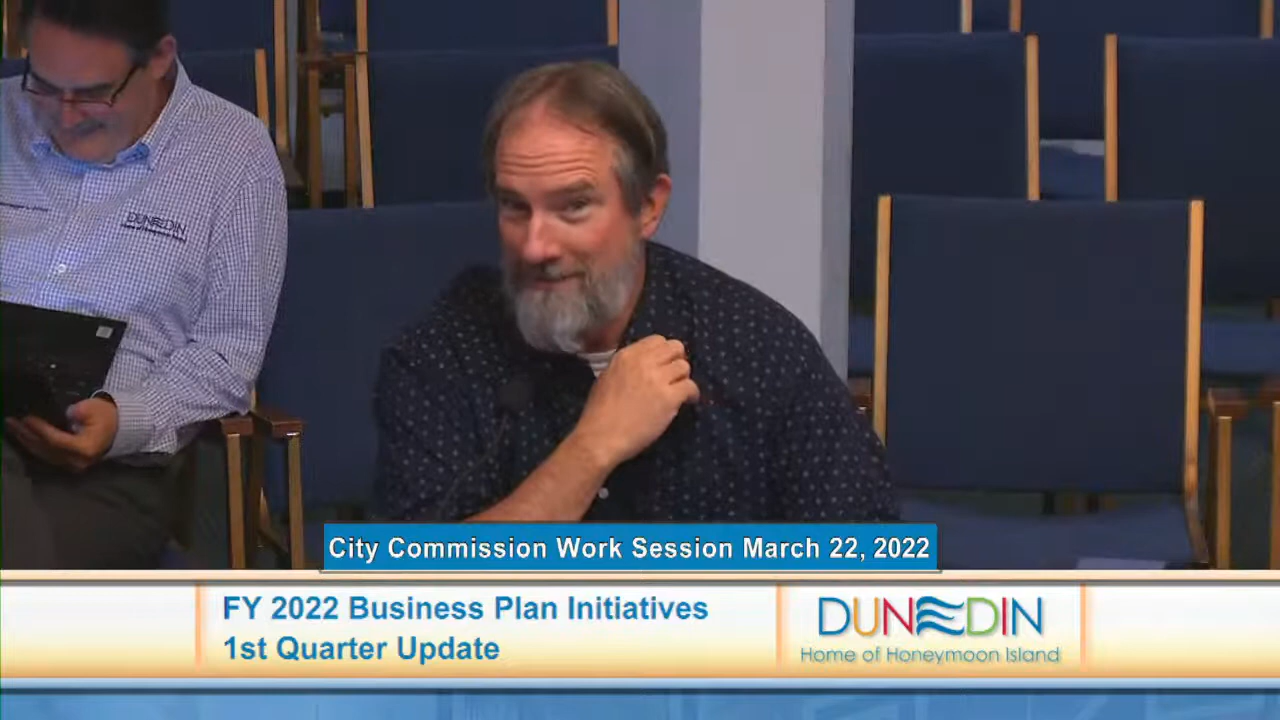 DUNEDIN
City Commission Work Session March 22, 2022
FY 2022 Business Plan Initiatives
1st Quarter Update
DUNEDIN
Home of Honeymoon Island